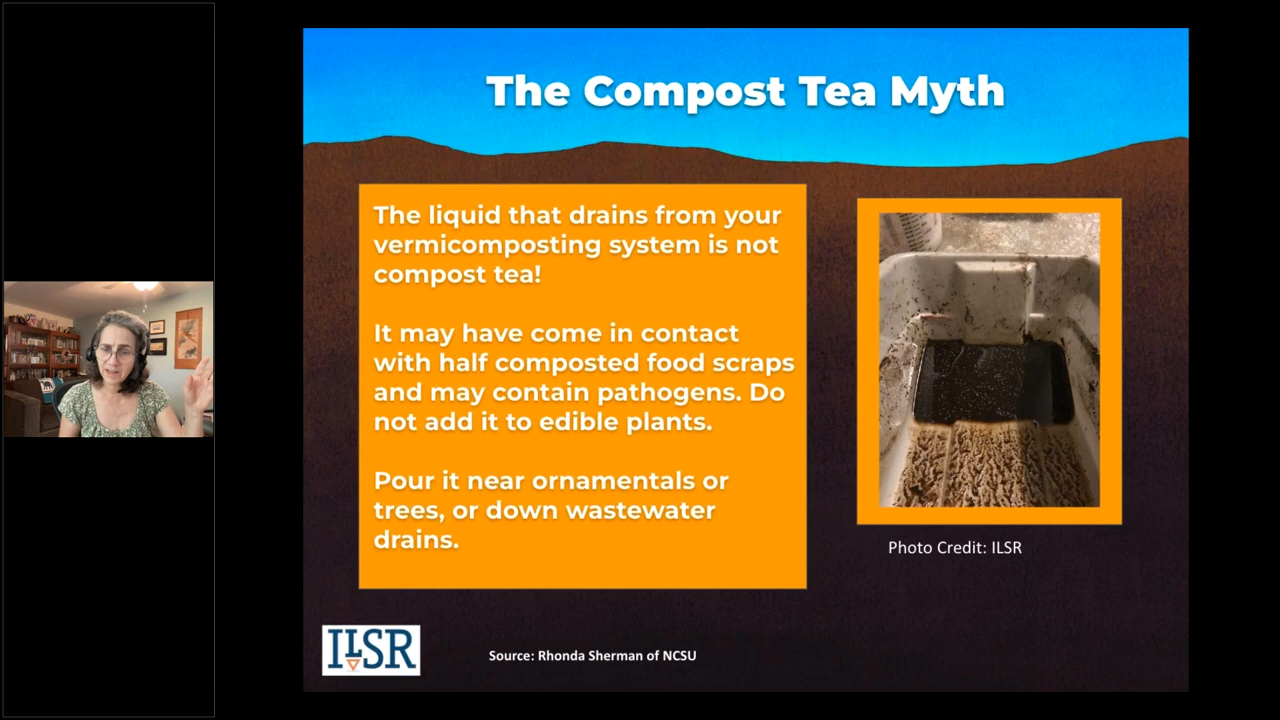 The Compost Tea Myth
The liquid that drains from your
vermicomposting system is not
compost tea!
It may have come in contact
with half composted food scraps
and may contain pathogens. Do
not add it to edible plants.
Pour it near ornamentals or
trees, or down wastewater
drains.
Photo Credit: ILSR
ILSR
Source: Rhonda Sherman of NCSU